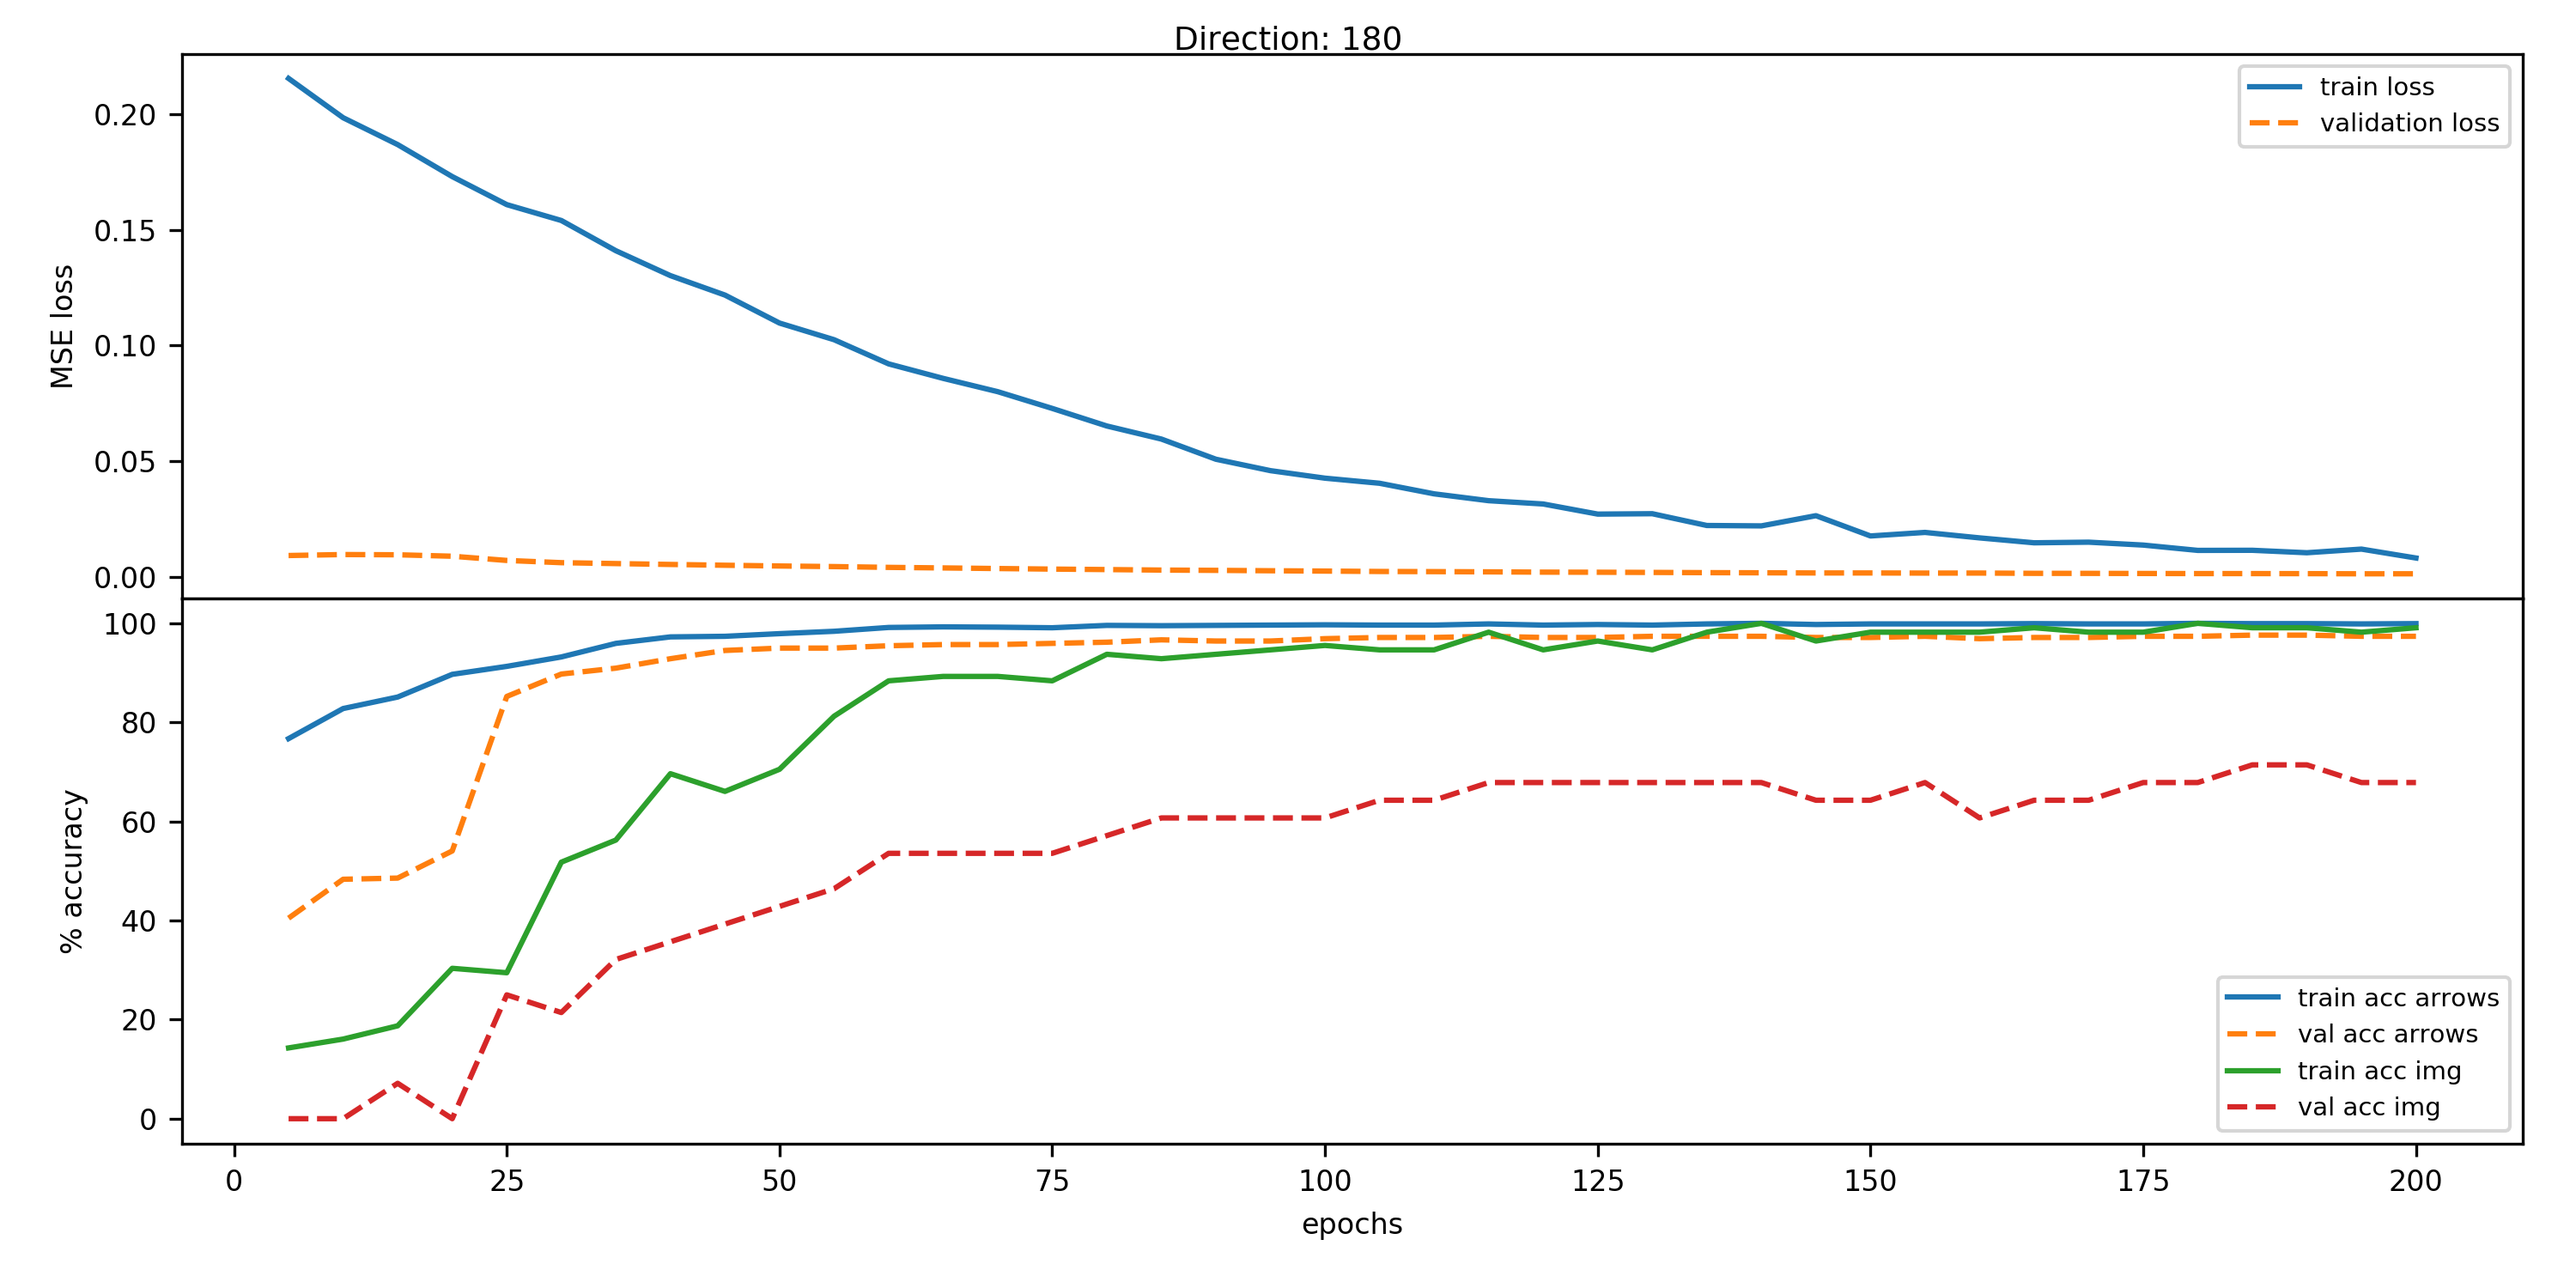 Direction: 180
train loss
validation loss
0.20
0.15
0.10
0.05
0.00
MSE loss
100
80
60
40
20
0
% accuracy
train acc arrows
val acc arrows
train acc img
val acc img
0 25 50 75 100 125 150 175 200
epochs